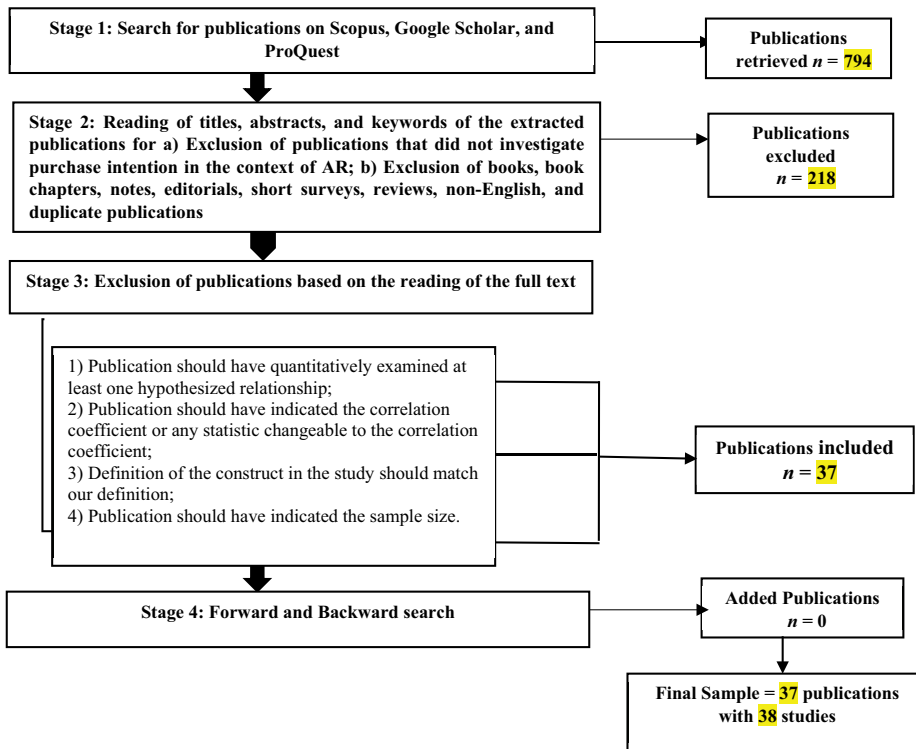 Stage 1: Search for publications on Scopus, Google Scholar, and
ProQuest
Publications
retrieved n = 794
Stage 2: Reading of titles, abstracts, and keywords of the extracted
publications for a) Exclusion of publications that did not investigate
purchase intention in the context of AR; b) Exclusion of books, book
chapters, notes, editorials, short surveys, reviews, non-English, and
duplicate publications
Publications
excluded
n = 218
Stage 3: Exclusion of publications based on the reading of the full text
1) Publication should have quantitatively examined at
least one hypothesized relationship;
2) Publication should have indicated the correlation
coefficient or any statistic changeable to the correlation
coefficient;
3) Definition of the construct in the study should match
our definition;
4) Publication should have indicated the sample size.
Publications included
n = 37
Stage 4: Forward and Backward search
Added Publications
n = 0
Final Sample = 37 publications
with 38 studies